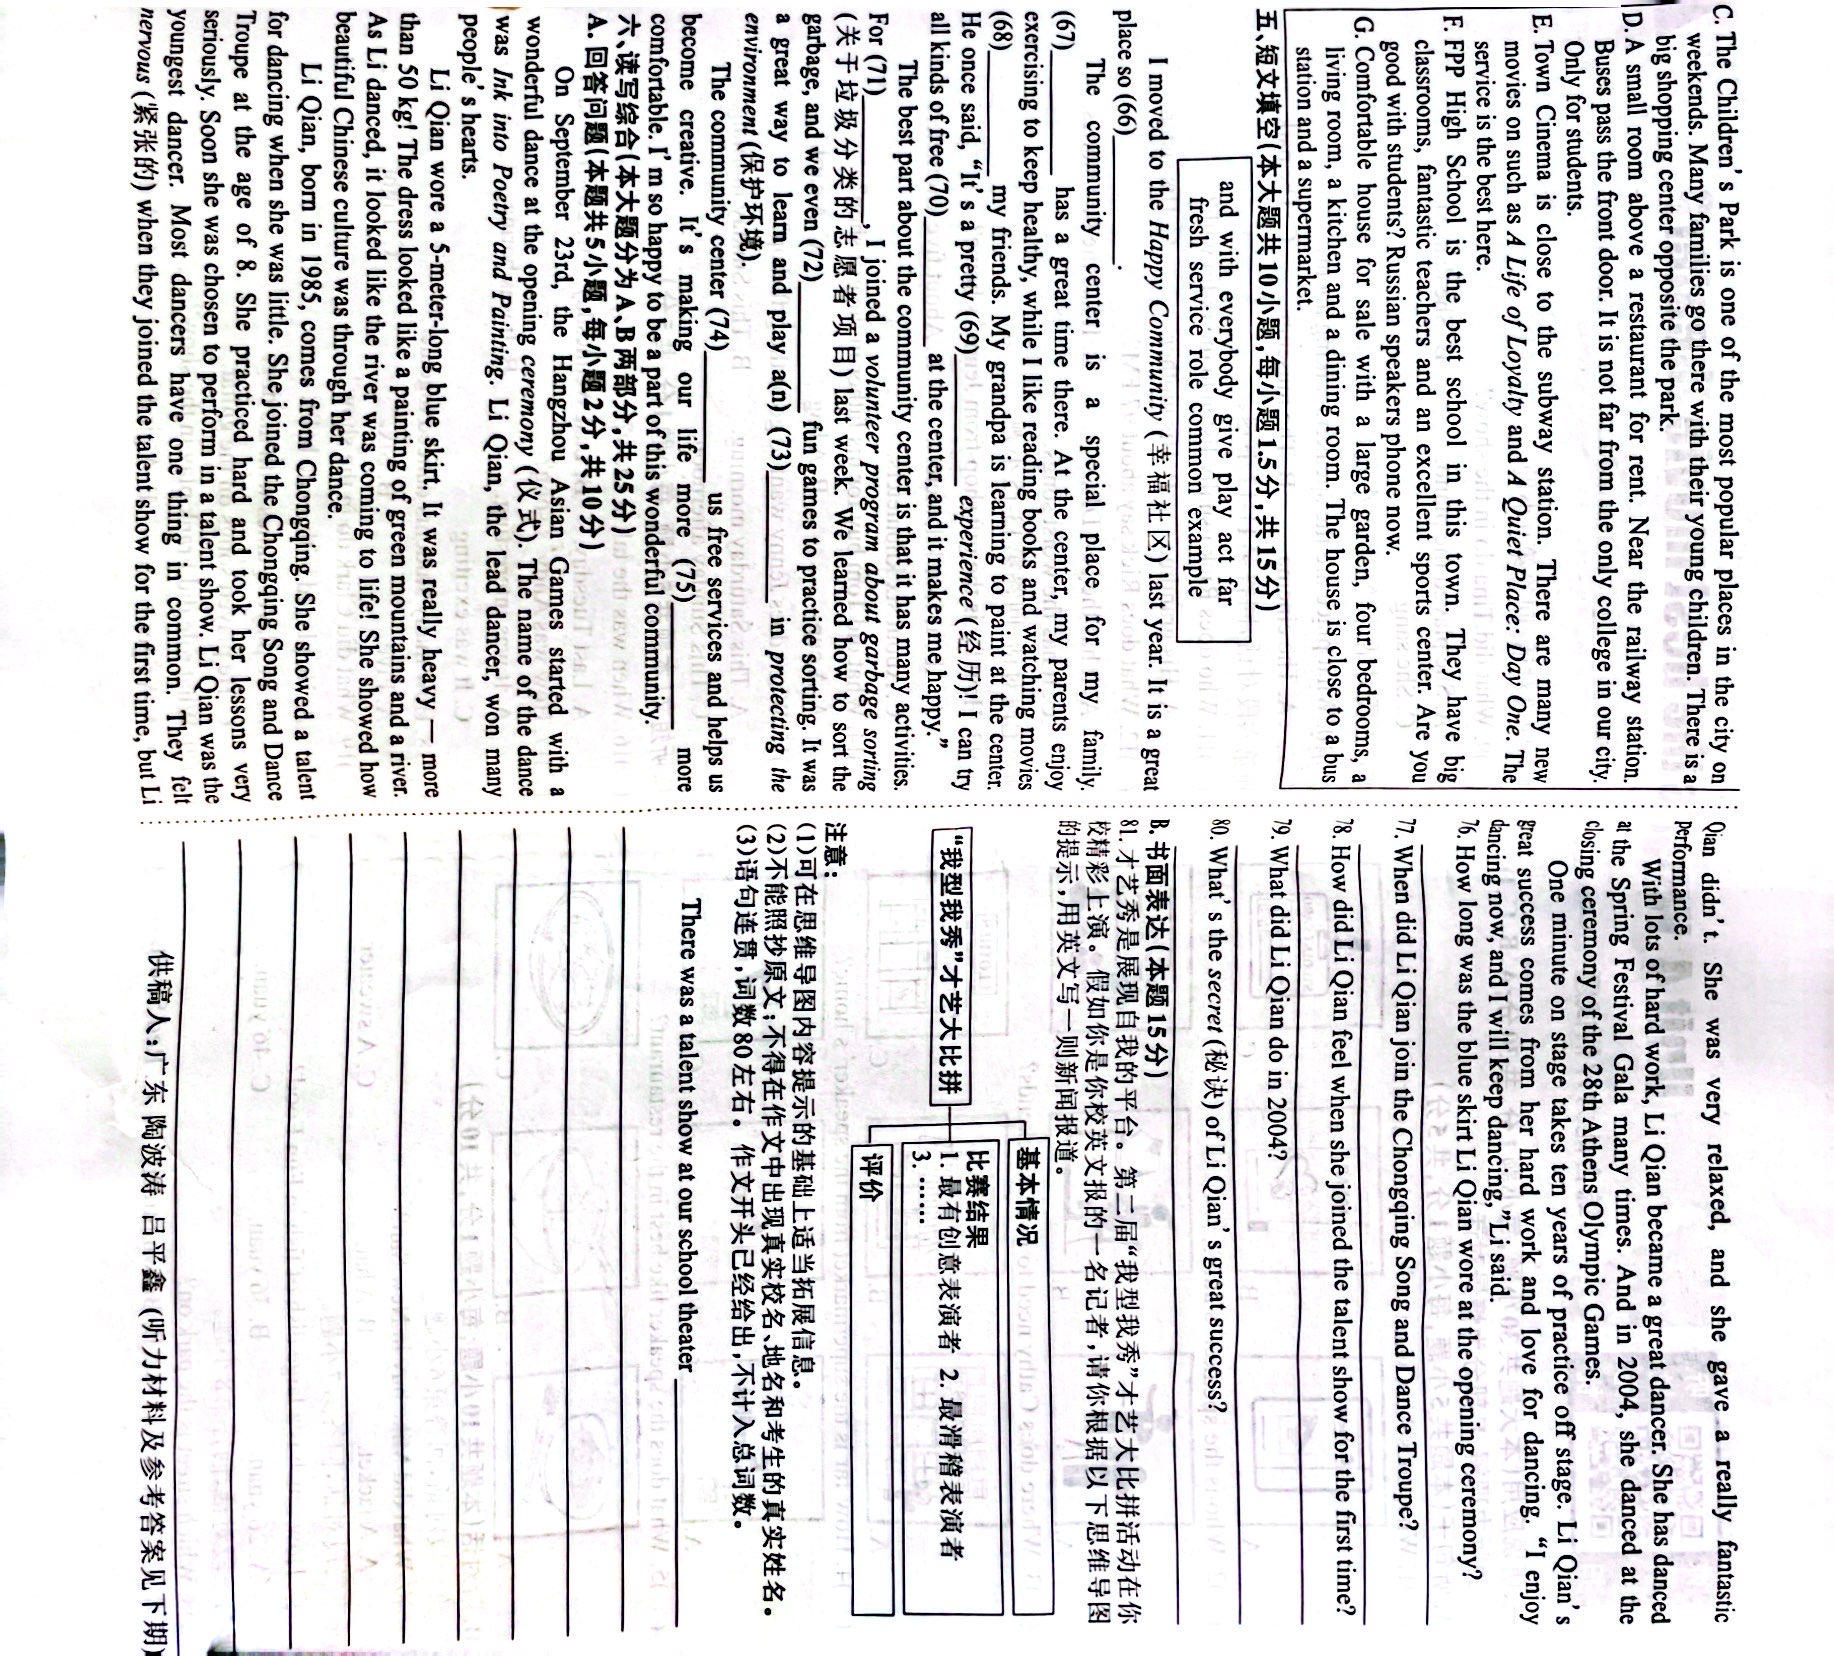 C. The Children's Park is one of the most popular places in the city on
weekends. Many families go there with their young children. There is a
big shopping center opposite the park.
D. A small room above a restaurant for rent. Near the railway station.
Buses pass the front door. It is not far from the only college in our city.
Only for students.
E. Town Cinema is close to the subway station. There are many new
movies on such as A Life of Loyalty and A Quiet Place: Day One. The
service is the best here.
F. FPP High School is the best school in this town. They have big
classrooms, fantastic teachers and an excellent sports center. Are you
good with students? Russian speakers phone now.
G. Comfortable house for sale with a large garden, four bedrooms, a
living room, a kitchen and a dining room. The house is close to a bus
station and a supermarket.
五、短文填空(本大题共10小题,每小题1.5分,共15分)
and with everybody give play act far
fresh service role common example
I moved to the Happy Community (幸福社区) last year. It is a great
place so (66)________.
The community center is a special place for my family.
(67)________ has a great time there. At the center, my parents enjoy
exercising to keep healthy, while I like reading books and watching movies
(68)________ my friends. My grandpa is learning to paint at the center.
He once said, "It's a pretty (69)________ experience (经历)! I can try
all kinds of free (70)________ at the center, and it makes me happy."
The best part about the community center is that it has many activities.
For (71)________, I joined a volunteer program about garbage sorting
(关于垃圾分类的志愿者项目) last week. We learned how to sort the
garbage, and we even (72)________ fun games to practice sorting. It was
a great way to learn and play a(n) (73)________ in protecting the
environment (保护环境).
The community center (74)________ us free services and helps us
become creative. It's making our life more (75)________ more
comfortable. I'm so happy to be a part of this wonderful community.
六、读写综合(本大题分为A、B两部分,共25分)
A. 回答问题(本题共5小题,每小题2分,共10分)
On September 23rd, the Hangzhou Asian Games started with a
wonderful dance at the opening ceremony (仪式). The name of the dance
was Ink into Poetry and Painting. Li Qian, the lead dancer, won many
people's hearts.
Li Qian wore a 5-meter-long blue skirt. It was really heavy — more
than 50 kg! The dress looked like a painting of green mountains and a river.
As Li danced, it looked like the river was coming to life! She showed how
beautiful Chinese culture was through her dance.
Li Qian, born in 1985, comes from Chongqing. She showed a talent
for dancing when she was little. She joined the Chongqing Song and Dance
Troupe at the age of 8. She practiced hard and took her lessons very
seriously. Soon she was chosen to perform in a talent show. Li Qian was the
youngest dancer. Most dancers have one thing in common. They felt
nervous (紧张的) when they joined the talent show for the first time, but Li
Qian didn't. She was very relaxed, and she gave a really fantastic
performance.
With lots of hard work, Li Qian became a great dancer. She has danced
at the Spring Festival Gala many times. And in 2004, she danced at the
closing ceremony of the 28th Athens Olympic Games.
One minute on stage takes ten years of practice off stage. Li Qian's
great success comes from her hard work and love for dancing. "I enjoy
dancing now, and I will keep dancing," Li said.
76. How long was the blue skirt Li Qian wore at the opening ceremony?
77. When did Li Qian join the Chongqing Song and Dance Troupe?
78. How did Li Qian feel when she joined the talent show for the first time?
79. What did Li Qian do in 2004?
80. What's the secret (秘诀) of Li Qian's great success?
B. 书面表达(本题15分)
81. 才艺秀是展现自我的平台。第二届“我型我秀”才艺大比拼活动在你
校精彩上演。假如你是你校英文报的一名记者,请你根据以下思维导图
的提示,用英文写一则新闻报道。
“我型我秀”才艺大比拼
基本情况
比赛结果
1. 最有创意表演者 2. 最滑稽表演者
3. ……
评价
注意:
(1)可在思维导图内容提示的基础上适当拓展信息。
(2)不能照抄原文;不得在作文中出现真实校名、地名和考生的真实姓名。
(3)语句连贯,词数80左右。作文开头已经给出,不计入总词数。
There was a talent show at our school theater
供稿人:广东 陶波涛 吕平鑫 (听力材料及参考答案见下期)